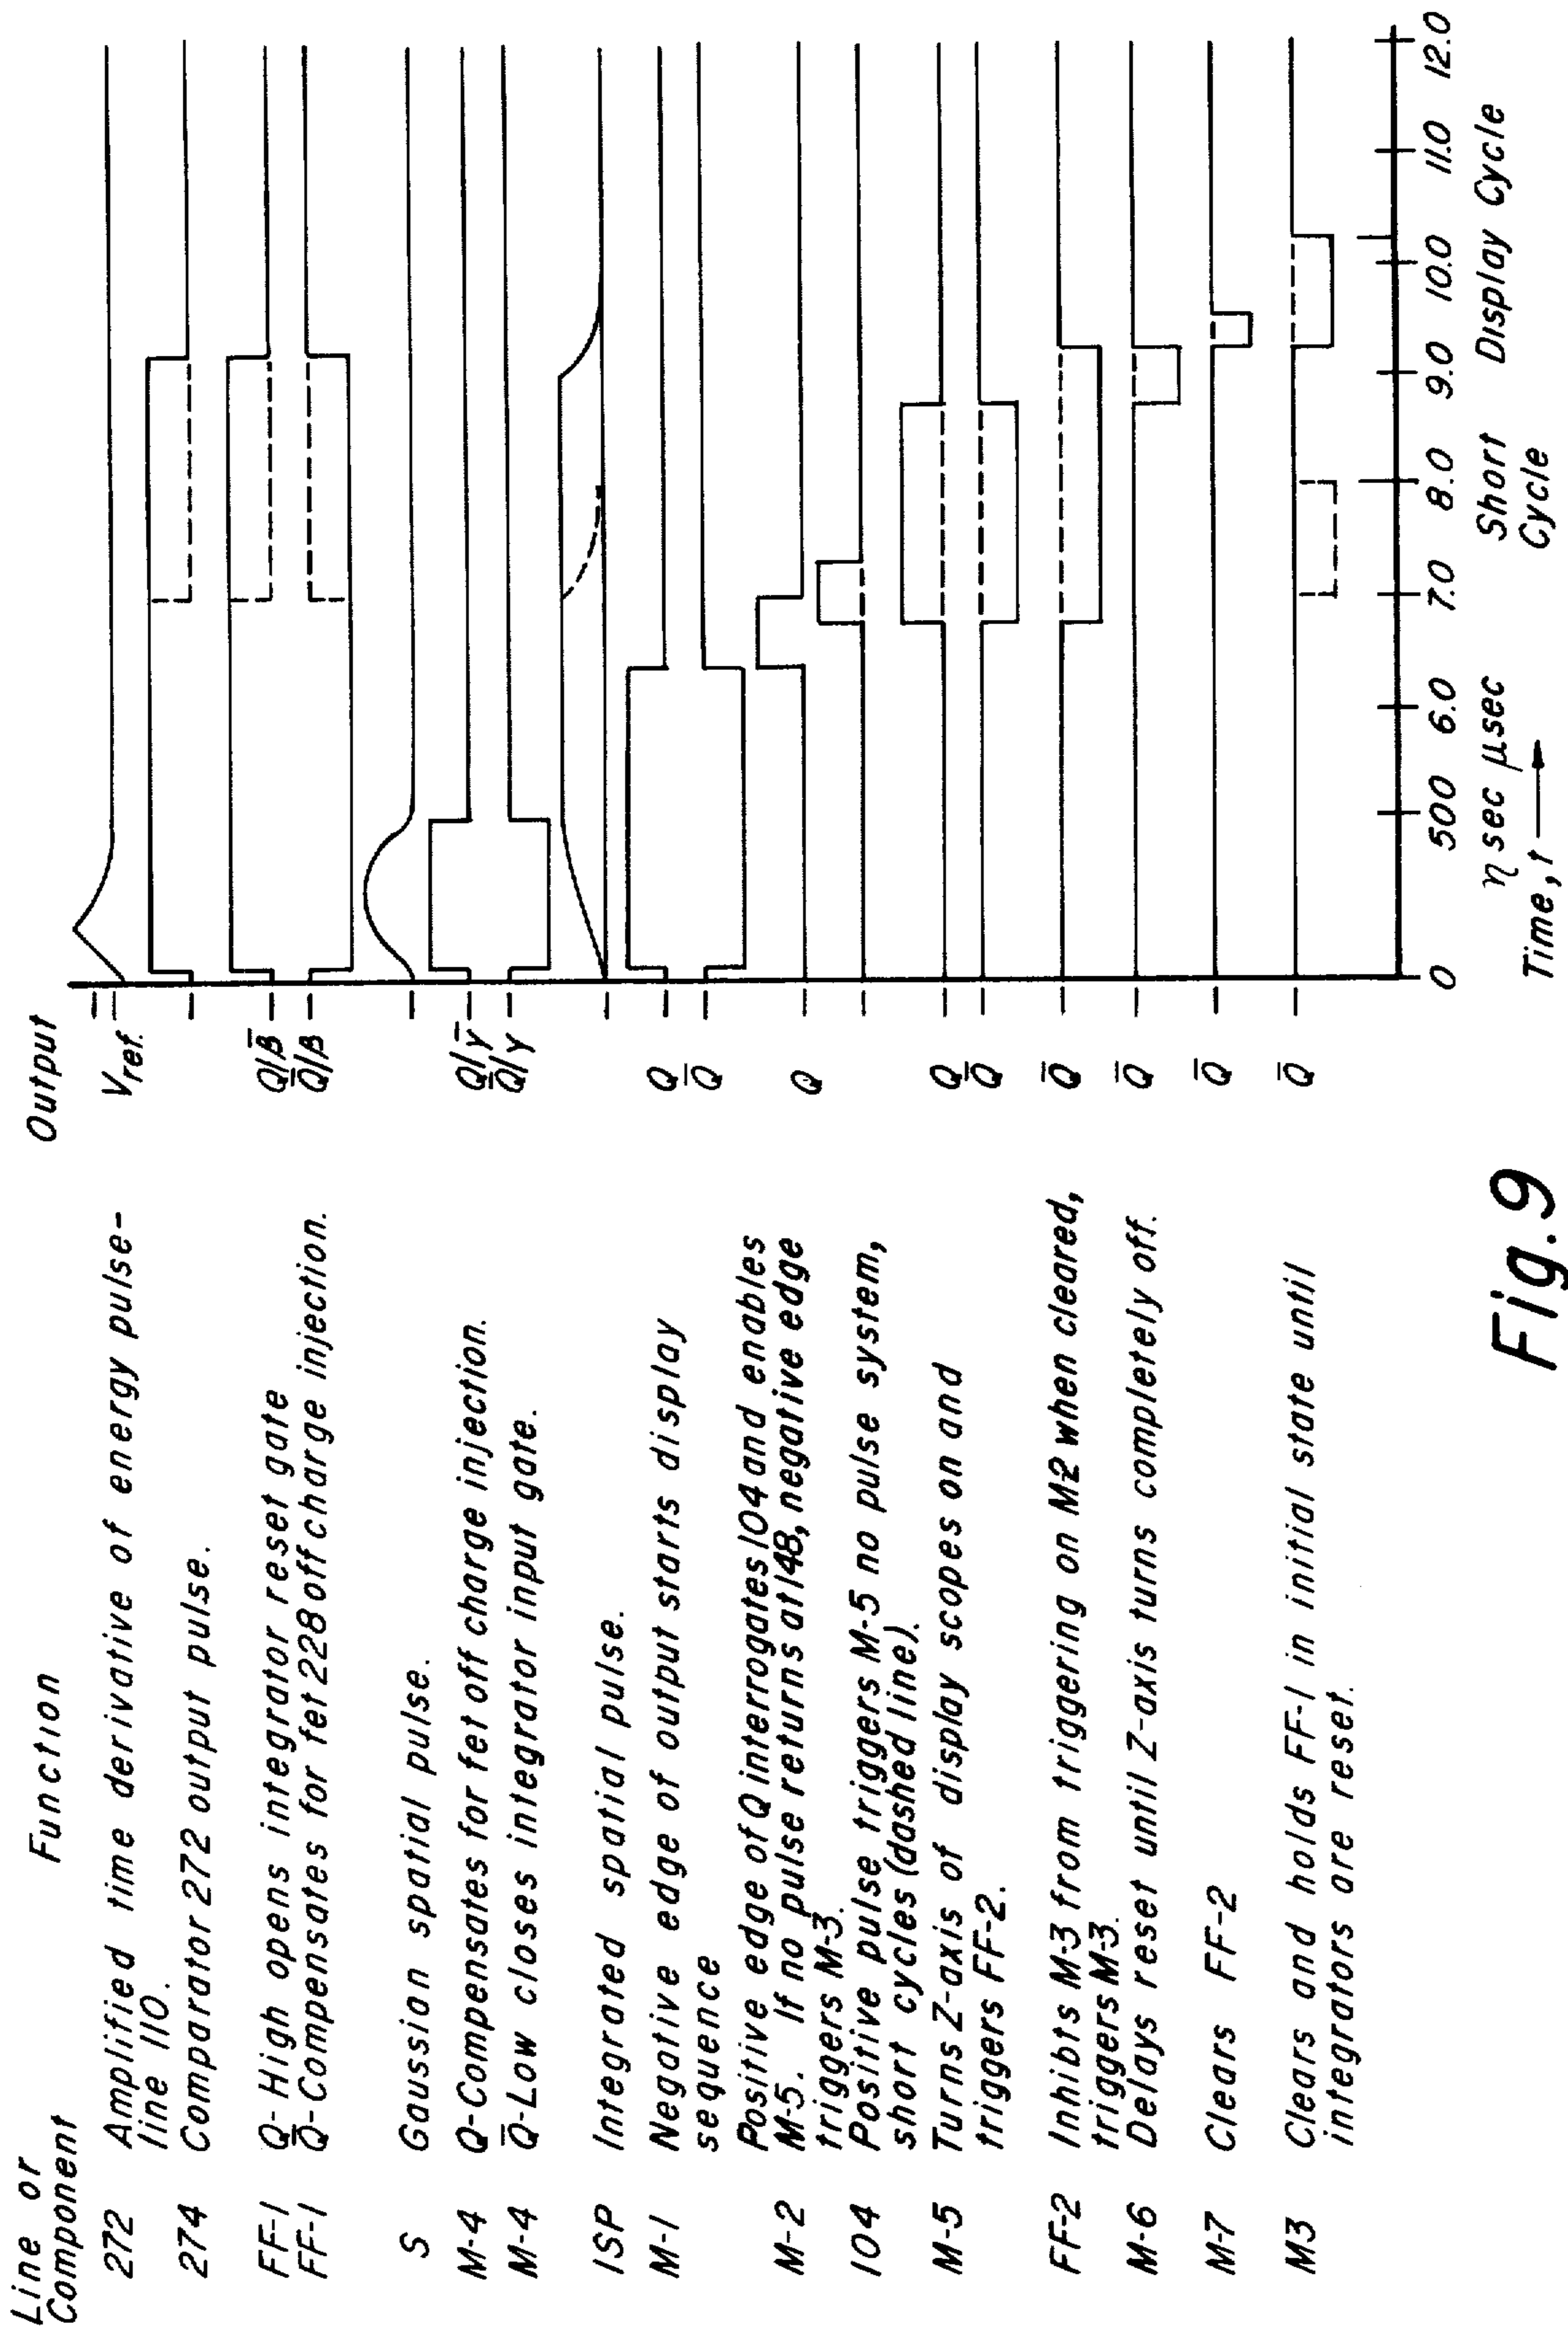 Line or
Component
Function
Output
272
Amplified time derivative of energy pulse-
line 110.
Vref.
274
Comparator 272 output pulse.
FF-1
Q-High opens integrator reset gate
Q/β̅
FF-1
Q̅-Compensates for fet 228 off charge injection.
Q̅/β
S
Gaussion spatial pulse.
M-4
Q-Compensates for fet off charge injection.
Q/γ̅
M-4
Q̅-Low closes integrator input gate.
Q̅/γ
ISP
Integrated spatial pulse.
M-1
Negative edge of output starts display
sequence
Q
Q̅
M-2
Positive edge of Q interrogates 104 and enables
M-5. If no pulse returns at 148, negative edge
triggers M-3.
Q
104
Positive pulse triggers M-5 no pulse system,
short cycles (dashed line).
M-5
Turns Z-axis of display scopes on and
triggers FF-2.
Q
Q̅
FF-2
Inhibts M-3 from triggering on M2 when cleared,
triggers M-3.
Q̅
M-6
Delays reset until Z-axis turns completely off.
Q̅
M-7
Clears FF-2
Q̅
M3
Clears and holds FF-1 in initial state until
integrators are reset.
Q̅
0 500 6.0 7.0 8.0 9.0 10.0 11.0 12.0
η sec μsec
Short
Cycle
Display Cycle
Time, t
Fig. 9